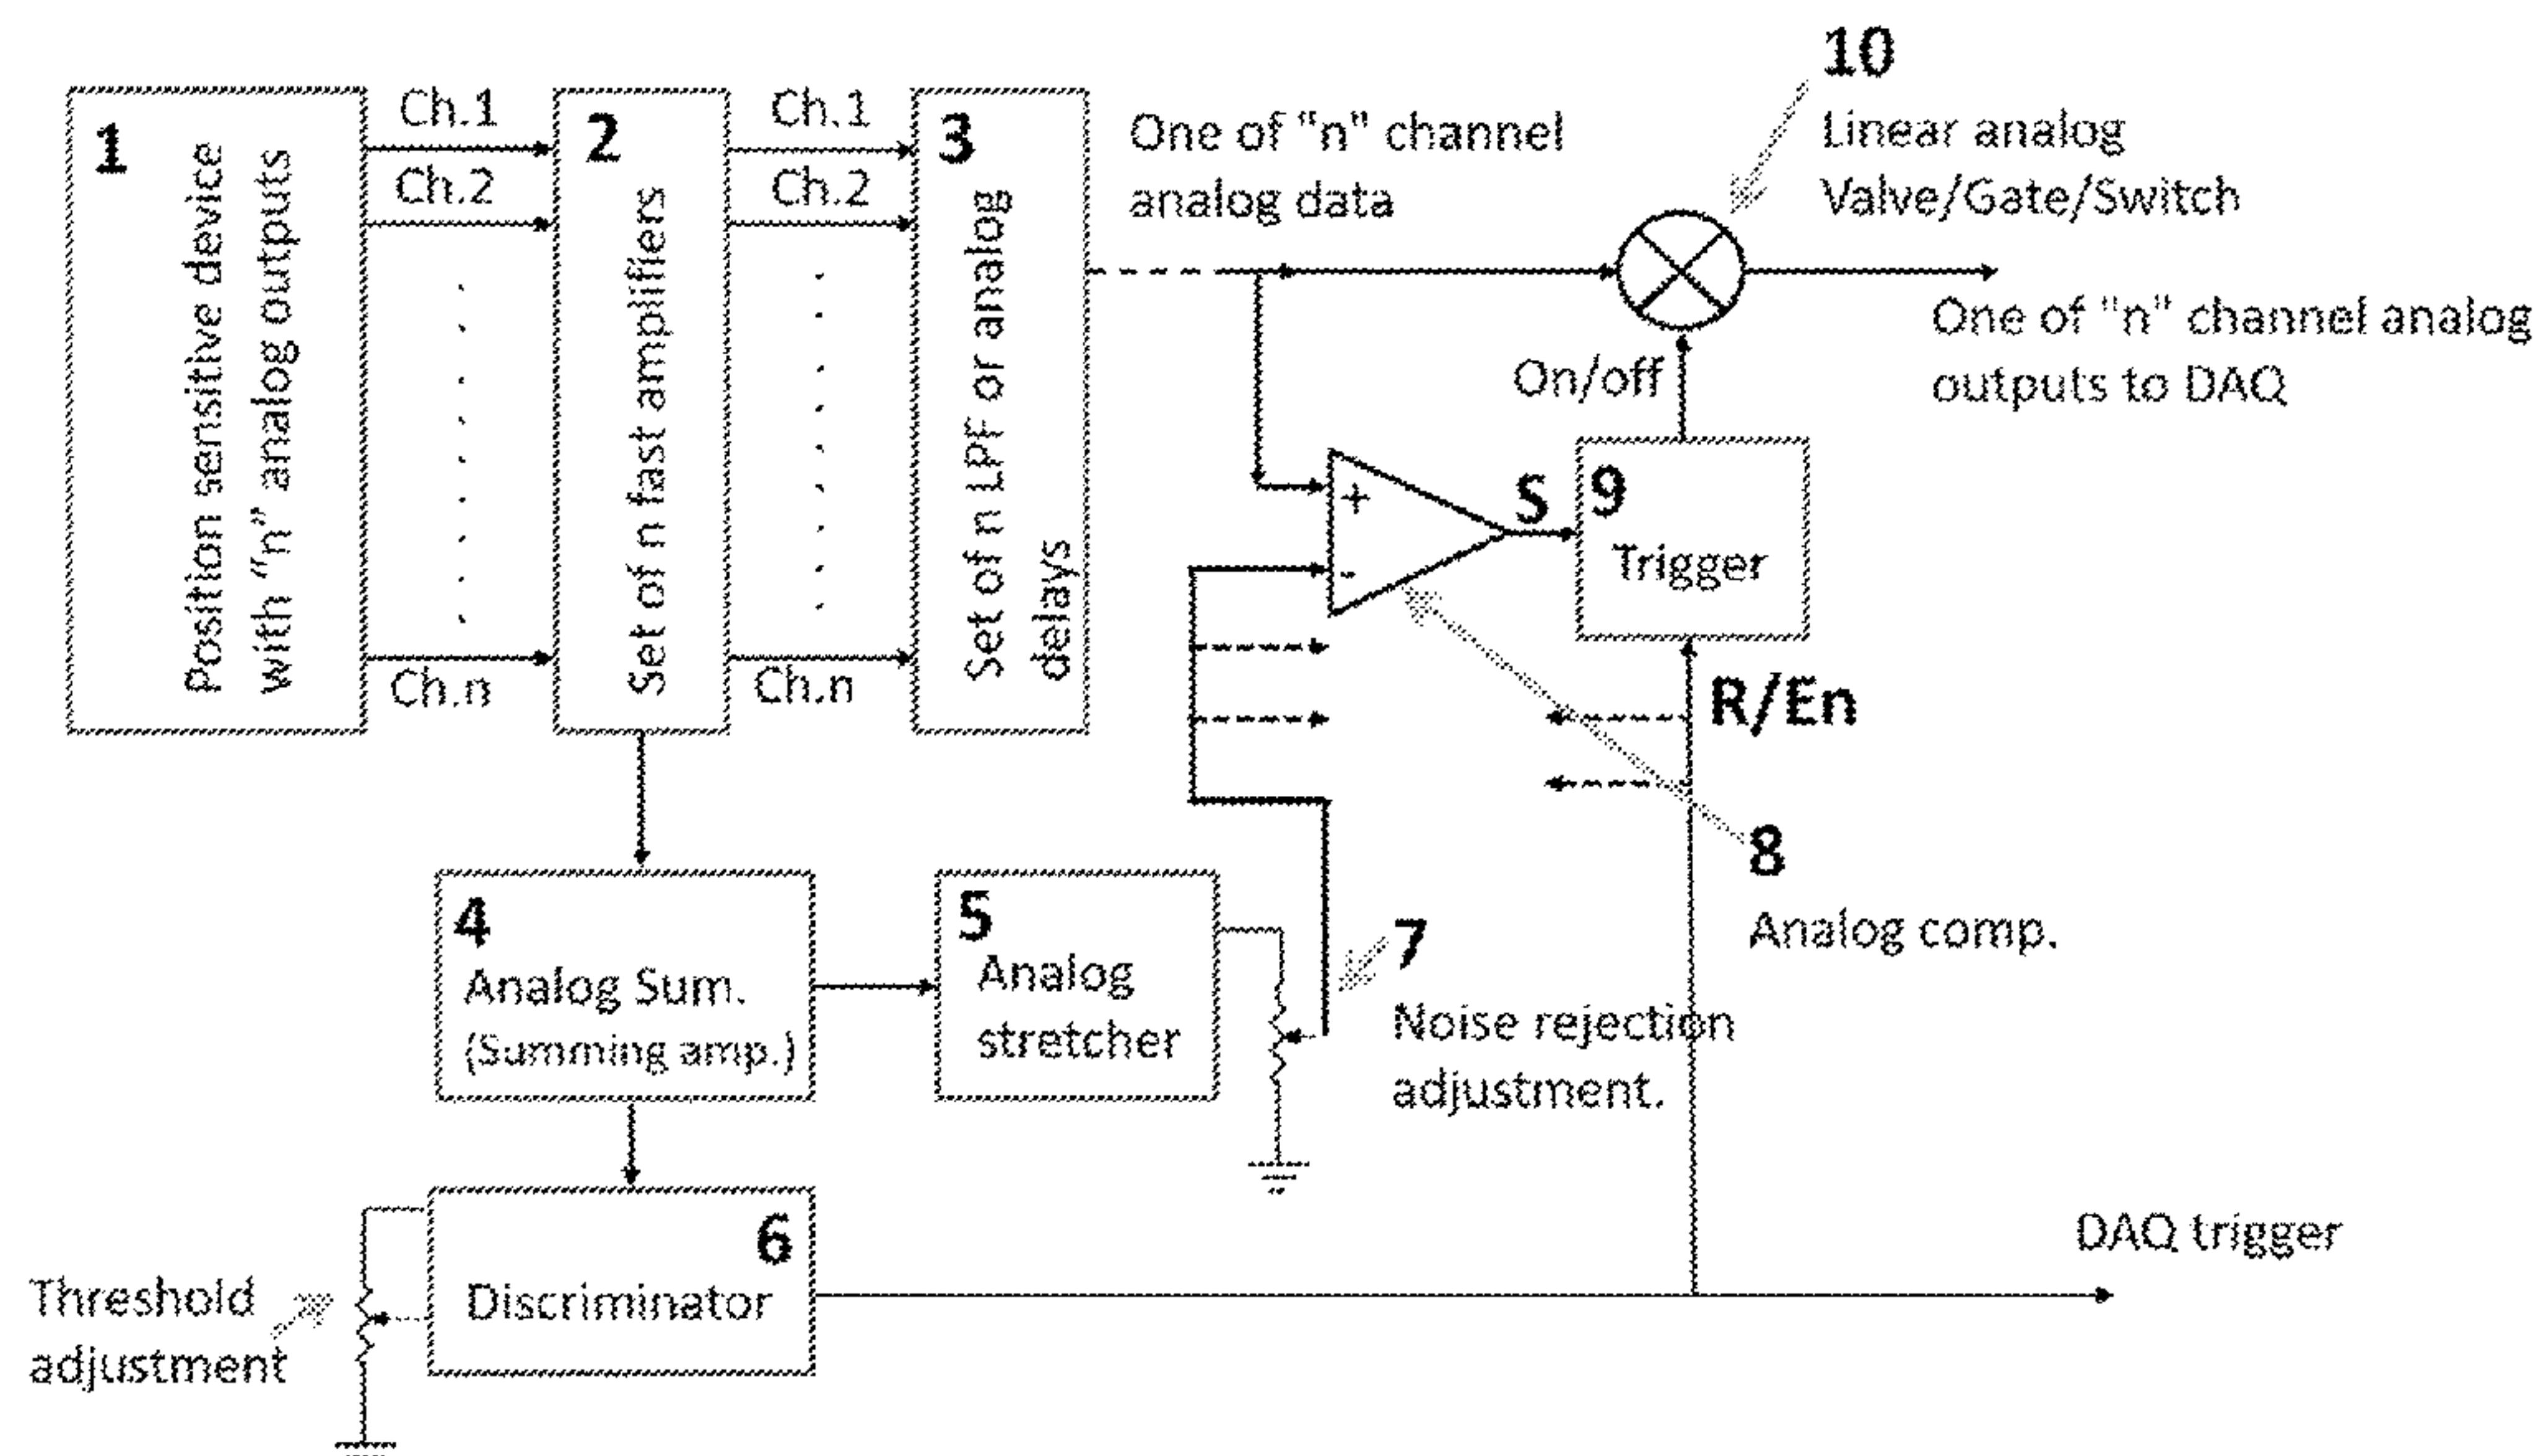 1
Position sensitive device
with "n" analog outputs
Ch.1
Ch.2
Ch.n
2
Set of n fast amplifiers
Ch.1
Ch.2
Ch.n
3
Set of n LPF or analog
delays
One of "n" channel
analog data
10
Linear analog
Valve/Gate/Switch
One of "n" channel analog
outputs to DAQ
On/off
+
-
S
9
Trigger
R/En
8
Analog comp.
4
Analog Sum.
(Summing amp.)
5
Analog
stretcher
7
Noise rejection
adjustment.
6
Discriminator
Threshold
adjustment
DAQ trigger